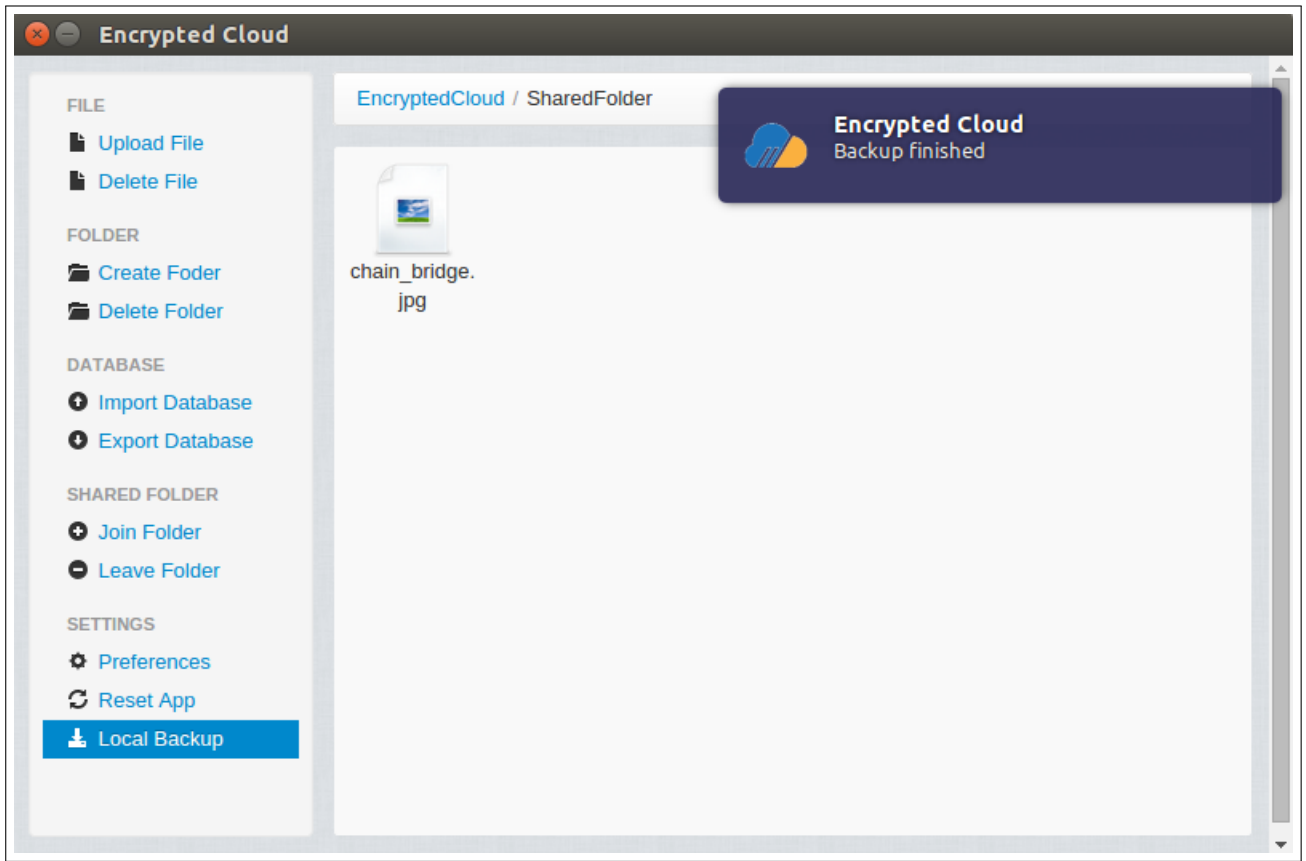 Encrypted Cloud
FILE
Upload File
Delete File
FOLDER
Create Foder
Delete Folder
DATABASE
Import Database
Export Database
SHARED FOLDER
Join Folder
Leave Folder
SETTINGS
Preferences
Reset App
Local Backup
EncryptedCloud / SharedFolder
Encrypted Cloud
Backup finished
chain_bridge.
jpg